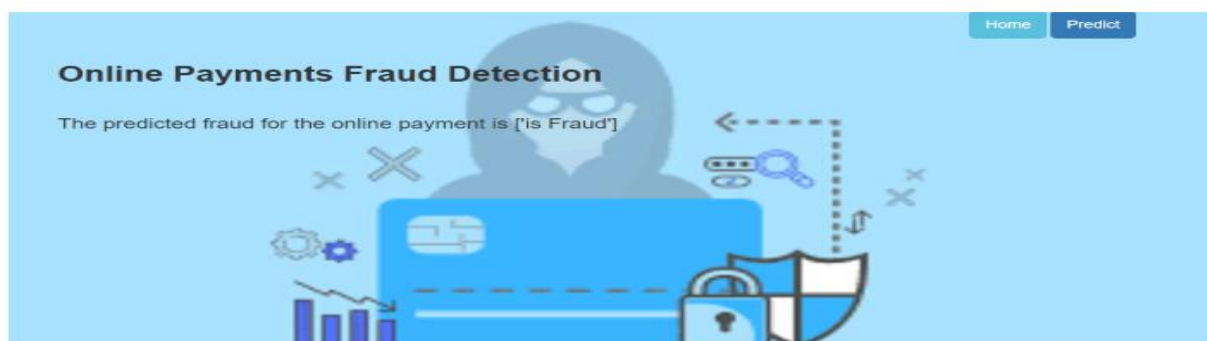 Home Predict
Online Payments Fraud Detection
The predicted fraud for the online payment is ['is Fraud']